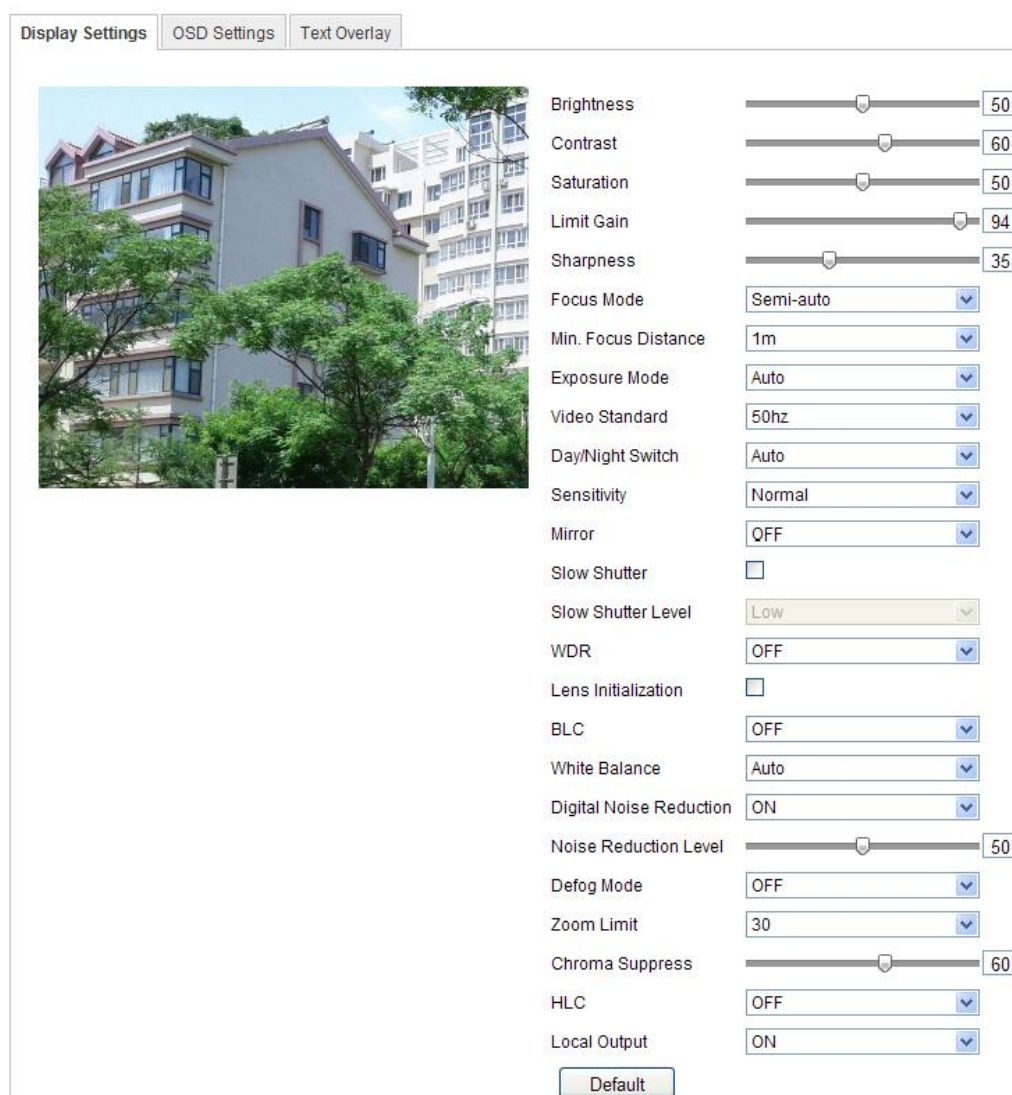 Display Settings OSD Settings Text Overlay
Brightness 50
Contrast 60
Saturation 50
Limit Gain 94
Sharpness 35
Focus Mode Semi-auto
Min. Focus Distance 1m
Exposure Mode Auto
Video Standard 50hz
Day/Night Switch Auto
Sensitivity Normal
Mirror OFF
Slow Shutter
Slow Shutter Level Low
WDR OFF
Lens Initialization
BLC OFF
White Balance Auto
Digital Noise Reduction ON
Noise Reduction Level 50
Defog Mode OFF
Zoom Limit 30
Chroma Suppress 60
HLC OFF
Local Output ON
Default